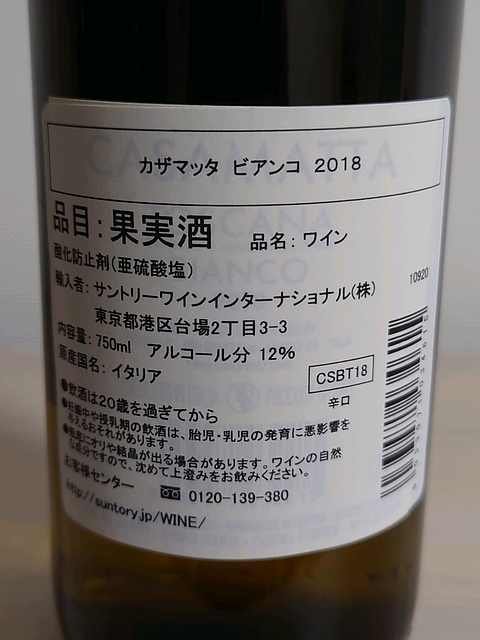 カザマッタ ビアンコ 2018
品目:果実酒 品名:ワイン
酸化防止剤(亜硫酸塩)
輸入者:サントリーワインインターナショナル(株)
東京都港区台場2丁目3-3
内容量:750ml アルコール分 12%
原産国名:イタリア
10920
CSBT18
辛口
●飲酒は20歳を過ぎてから
●妊娠中や授乳期の飲酒は、胎児・乳児の発育に悪影響を
与えるおそれがあります。
●瓶底にオリや結晶が出る場合があります。ワインの自然
な成分ですので、沈めて上澄みをお飲みください。
お客様センター 0120-139-380
http://suntory.jp/WINE/
CASAMATTA
TOSCANA
BIANCO